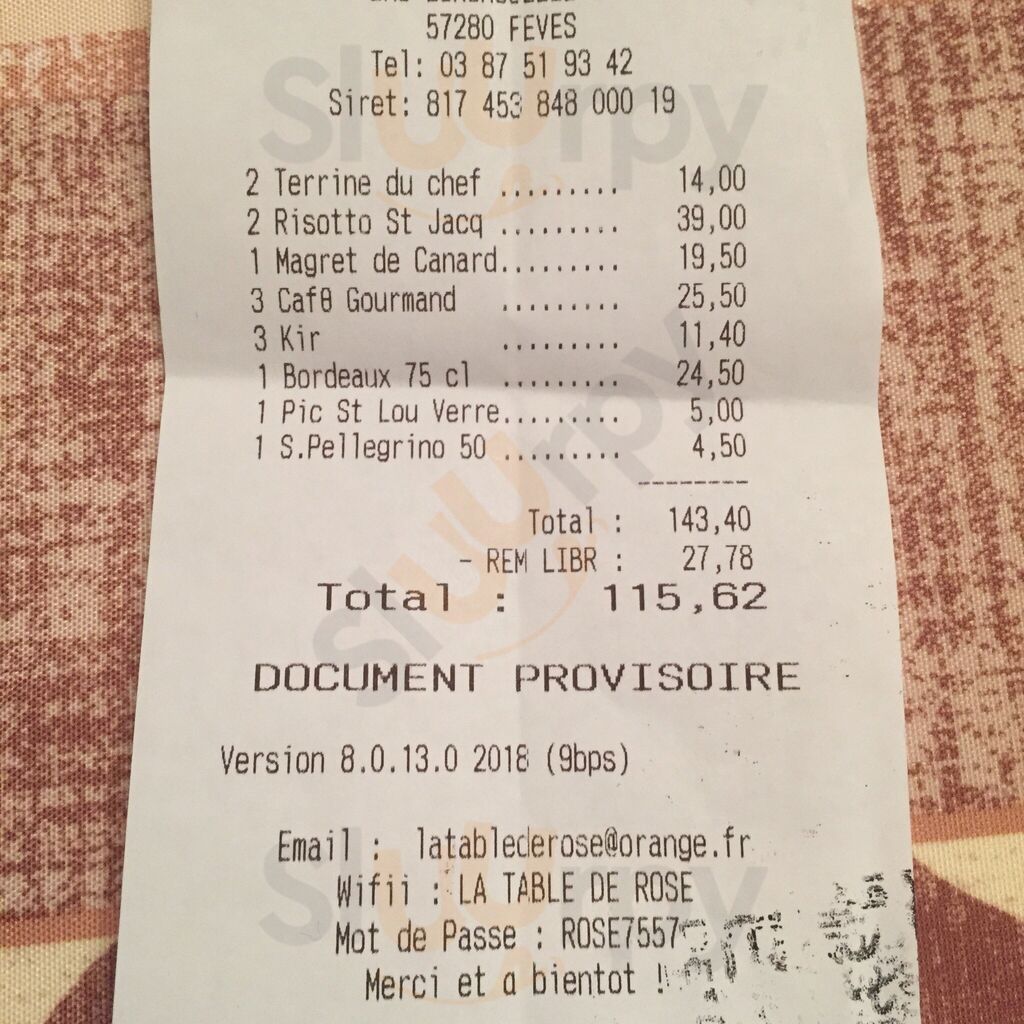 57280 FEVES
Tel: 03 87 51 93 42
Siret: 817 453 848 000 19
2 Terrine du chef ......... 14,00
2 Risotto St Jacq ......... 39,00
1 Magret de Canard......... 19,50
3 Cafθ Gourmand ......... 25,50
3 Kir ......... 11,40
1 Bordeaux 75 cl ......... 24,50
1 Pic St Lou Verre......... 5,00
1 S.Pellegrino 50 ......... 4,50
--------
Total : 143,40
- REM LIBR : 27,78
Total : 115,62
DOCUMENT PROVISOIRE
Version 8.0.13.0 2018 (9bps)
Email : latablederose@orange.fr
Wifii : LA TABLE DE ROSE
Mot de Passe :
Merci et a bientot !
Sluurpy
Sluurpy
Sluurpy